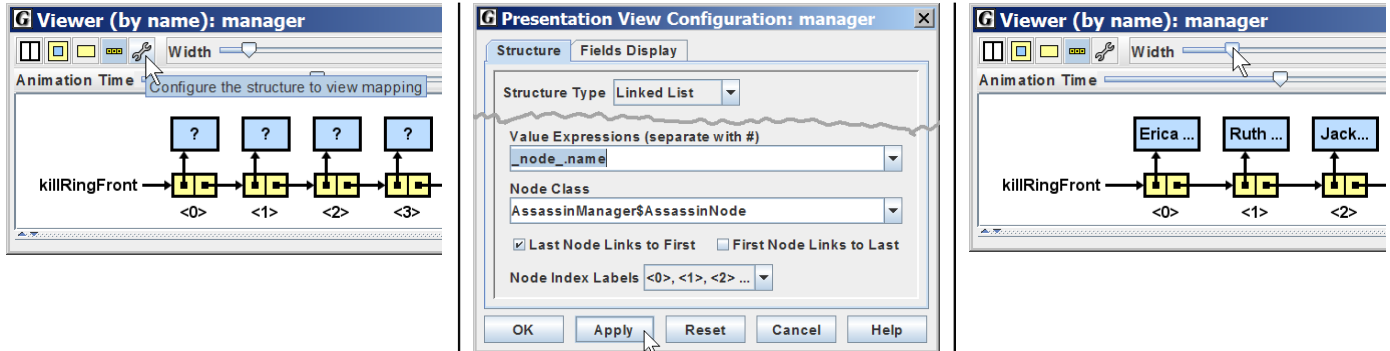 G Viewer (by name): manager
Width
Animation Time
Configure the structure to view mapping
? ? ? ?
killRingFront
<0> <1> <2> <3>
G Presentation View Configuration: manager
Structure Fields Display
Structure Type Linked List
Value Expressions (separate with #)
_node_.name
Node Class
AssassinManager$AssassinNode
Last Node Links to First First Node Links to Last
Node Index Labels <0>, <1>, <2> ...
OK Apply Reset Cancel Help
G Viewer (by name): manager
Width
Animation Time
Erica ... Ruth ... Jack...
killRingFront
<0> <1> <2>